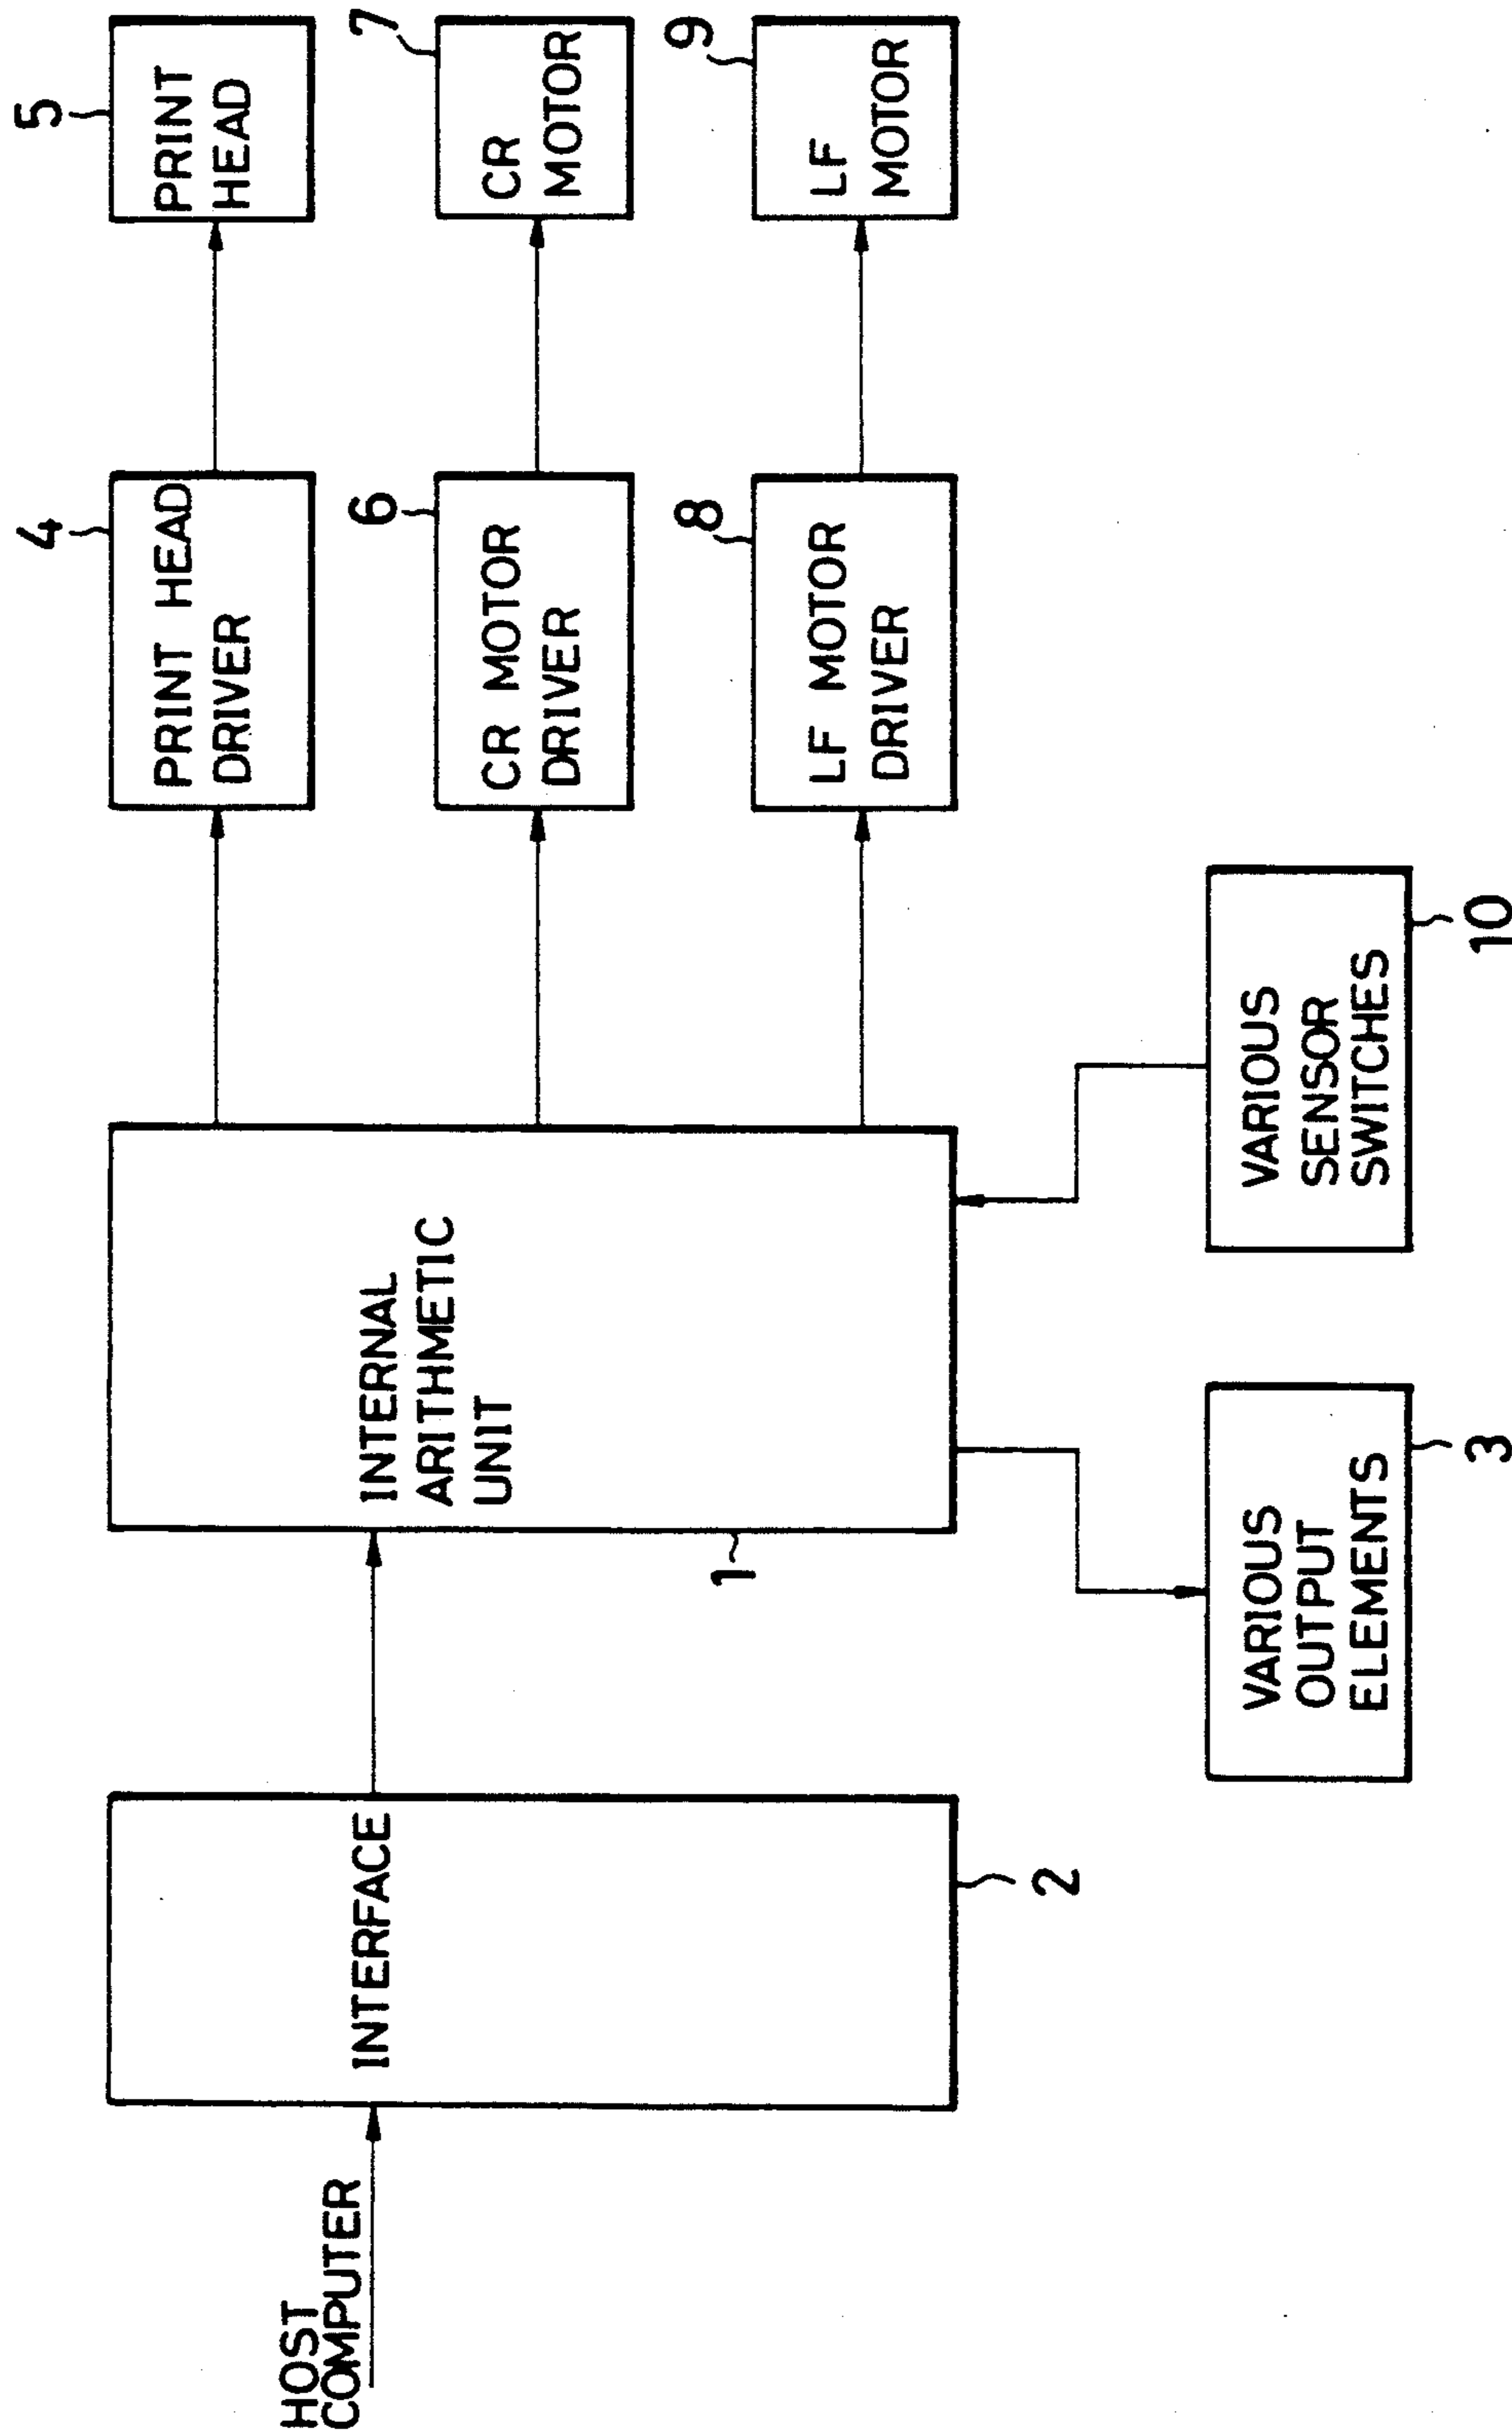 HOST
COMPUTER
INTERFACE
2
INTERNAL
ARITHMETIC
UNIT
1
PRINT HEAD
DRIVER
4
PRINT
HEAD
5
CR MOTOR
DRIVER
6
CR
MOTOR
7
LF MOTOR
DRIVER
8
LF
MOTOR
9
VARIOUS
OUTPUT
ELEMENTS
3
VARIOUS
SENSOR
SWITCHES
10